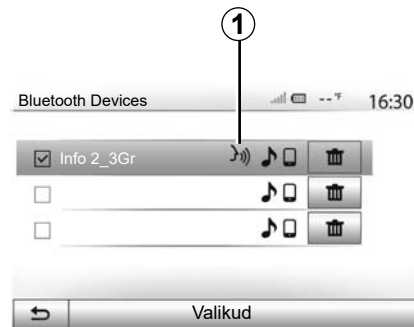 1
Bluetooth Devices --°F 16:30
Info 2_3Gr
Valikud